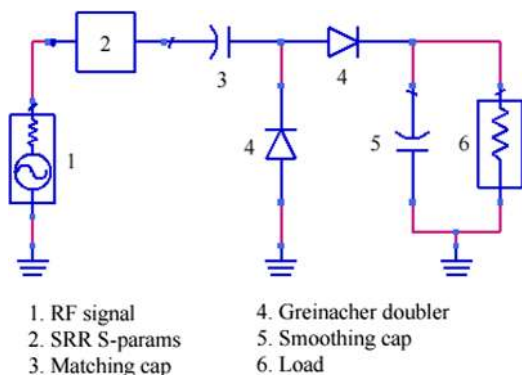 2
3
4
1
4
5
6
1. RF signal
2. SRR S-params
3. Matching cap
4. Greinacher doubler
5. Smoothing cap
6. Load